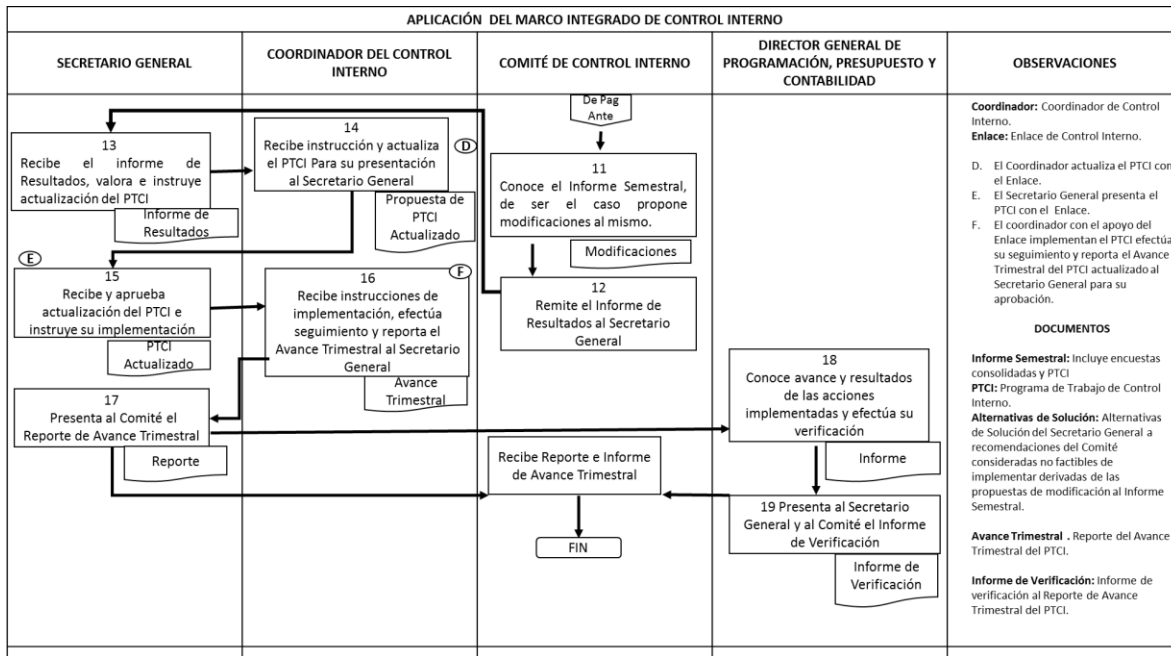 APLICACIÓN DEL MARCO INTEGRADO DE CONTROL INTERNO
SECRETARIO GENERAL
COORDINADOR DEL CONTROL
INTERNO
COMITÉ DE CONTROL INTERNO
DIRECTOR GENERAL DE
PROGRAMACIÓN, PRESUPUESTO Y
CONTABILIDAD
OBSERVACIONES
De Pag
Ante
11
Conoce el Informe Semestral,
de ser el caso propone
modificaciones al mismo.
Modificaciones
12
Remite el Informe de
Resultados al Secretario
General
13
Recibe el informe de
Resultados, valora e instruye
actualización del PTCI
Informe de
Resultados
14
Recibe instrucción y actualiza
el PTCI Para su presentación
al Secretario General
D
Propuesta de
PTCI
Actualizado
E
15
Recibe y aprueba
actualización del PTCI e
instruye su implementación
PTCI
Actualizado
16
F
Recibe instrucciones de
implementación, efectúa
seguimiento y reporta el
Avance Trimestral al Secretario
General
Avance
Trimestral
17
Presenta al Comité el
Reporte de Avance Trimestral
Reporte
18
Conoce avance y resultados
de las acciones
implementadas y efectúa su
verificación
Informe
19 Presenta al Secretario
General y al Comité el Informe
de Verificación
Informe de
Verificación
Recibe Reporte e Informe
de Avance Trimestral
FIN
Coordinador: Coordinador de Control
Interno.
Enlace: Enlace de Control Interno.
D. El Coordinador actualiza el PTCI con
el Enlace.
E. El Secretario General presenta el
PTCI con el Enlace.
F. El coordinador con el apoyo del
Enlace implementan el PTCI efectúa
su seguimiento y reporta el Avance
Trimestral del PTCI actualizado al
Secretario General para su
aprobación.
DOCUMENTOS
Informe Semestral: Incluye encuestas
consolidadas y PTCI
PTCI: Programa de Trabajo de Control
Interno.
Alternativas de Solución: Alternativas
de Solución del Secretario General a
recomendaciones del Comité
consideradas no factibles de
implementar derivadas de las
propuestas de modificación al Informe
Semestral.
Avance Trimestral . Reporte del Avance
Trimestral del PTCI.
Informe de Verificación: Informe de
verificación al Reporte de Avance
Trimestral del PTCI.